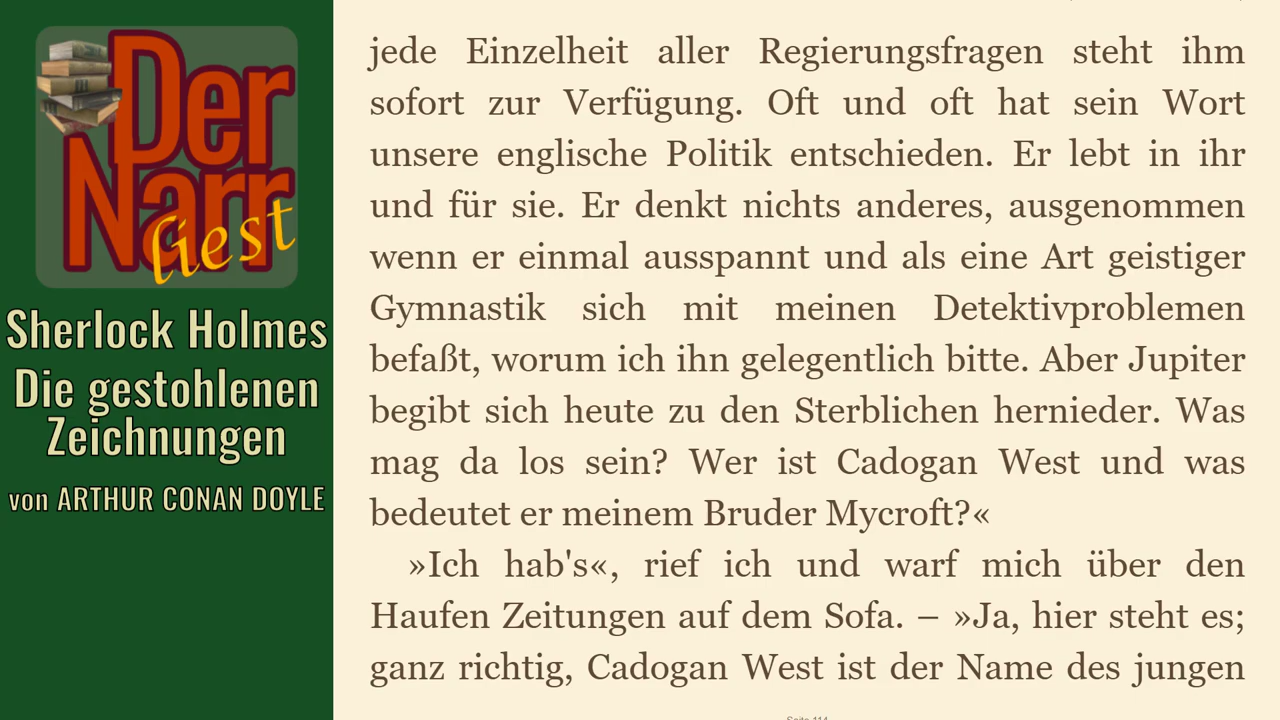 Der
Narr
liest
Sherlock Holmes
Die gestohlenen
Zeichnungen
von ARTHUR CONAN DOYLE
jede Einzelheit aller Regierungsfragen steht ihm
sofort zur Verfügung. Oft und oft hat sein Wort
unsere englische Politik entschieden. Er lebt in ihr
und für sie. Er denkt nichts anderes, ausgenommen
wenn er einmal ausspannt und als eine Art geistiger
Gymnastik sich mit meinen Detektivproblemen
befaßt, worum ich ihn gelegentlich bitte. Aber Jupiter
begibt sich heute zu den Sterblichen hernieder. Was
mag da los sein? Wer ist Cadogan West und was
bedeutet er meinem Bruder Mycroft?«
»Ich hab's«, rief ich und warf mich über den
Haufen Zeitungen auf dem Sofa. – »Ja, hier steht es;
ganz richtig, Cadogan West ist der Name des jungen